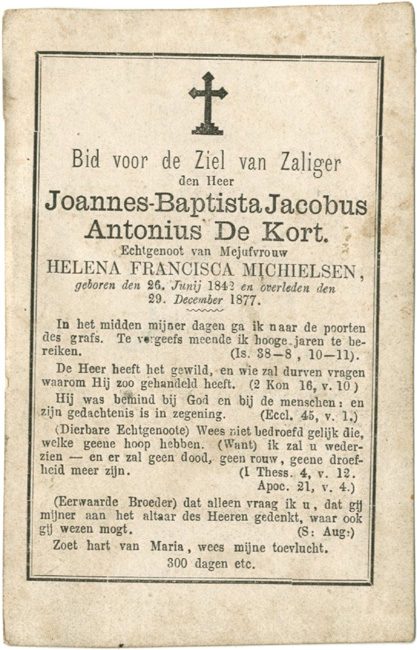 Bid voor de Ziel van Zaliger
den Heer
Joannes-Baptista Jacobus
Antonius De Kort.
Echtgenoot van Mejufvrouw
HELENA FRANCISCA MICHIELSEN,
geboren den 26. Junij 1842 en overleden den
29. December 1877.
In het midden mijner dagen ga ik naar de poorten
des grafs. Te vergeefs meende ik hooge jaren te be-
reiken. (Is. 38-8, 10-11).
De Heer heeft het gewild, en wie zal durven vragen
waarom Hij zoo gehandeld heeft. (2 Kon 16, v. 10)
Hij was bemind bij God en bij de menschen: en
zijn gedachtenis is in zegening. (Eccl. 45, v. 1.)
(Dierbare Echtgenoote) Wees niet bedroefd gelijk die,
welke geene hoop hebben. (Want) ik zal u weder-
zien — en er zal geen dood, geen rouw, geene droef-
heid meer zijn. (I Thess. 4, v. 12.
Apoc. 21, v. 4.)
(Eerwaarde Broeder) dat alleen vraag ik u, dat gij
mijner aan het altaar des Heeren gedenkt, waar ook
gij wezen mogt. (S: Aug:)
Zoet hart van Maria, wees mijne toevlucht.
300 dagen etc.